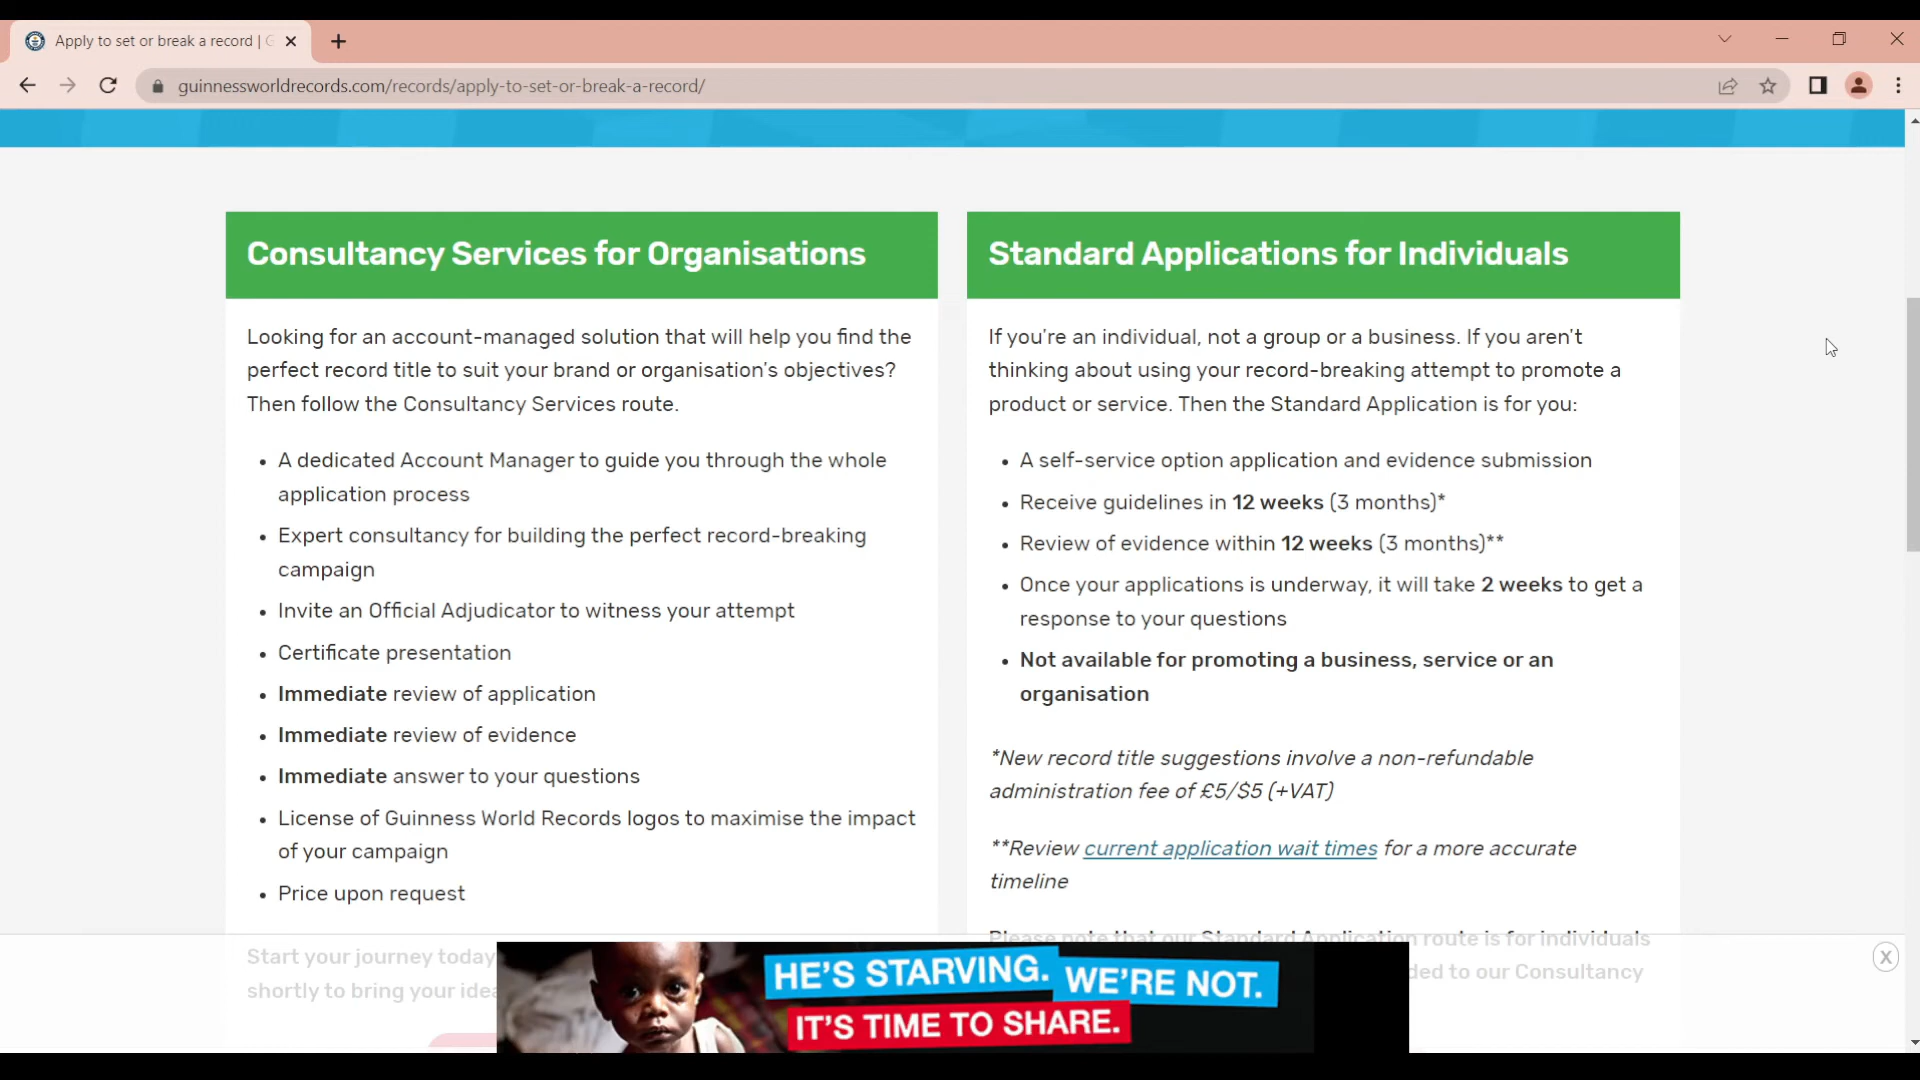 Apply to set or break a record | G
guinnessworldrecords.com/records/apply-to-set-or-break-a-record/
Consultancy Services for Organisations
Looking for an account-managed solution that will help you find the
perfect record title to suit your brand or organisation's objectives?
Then follow the Consultancy Services route.
• A dedicated Account Manager to guide you through the whole
application process
• Expert consultancy for building the perfect record-breaking
campaign
• Invite an Official Adjudicator to witness your attempt
• Certificate presentation
• Immediate review of application
• Immediate review of evidence
• Immediate answer to your questions
• License of Guinness World Records logos to maximise the impact
of your campaign
• Price upon request
Start your journey today
shortly to bring your idea
Standard Applications for Individuals
If you're an individual, not a group or a business. If you aren't
thinking about using your record-breaking attempt to promote a
product or service. Then the Standard Application is for you:
• A self-service option application and evidence submission
• Receive guidelines in 12 weeks (3 months)*
• Review of evidence within 12 weeks (3 months)**
• Once your applications is underway, it will take 2 weeks to get a
response to your questions
• Not available for promoting a business, service or an
organisation
*New record title suggestions involve a non-refundable
administration fee of £5/$5 (+VAT)
**Review current application wait times for a more accurate
timeline
Please note that our Standard Application route is for individuals
ded to our Consultancy
HE'S STARVING. WE'RE NOT.
IT'S TIME TO SHARE.
X